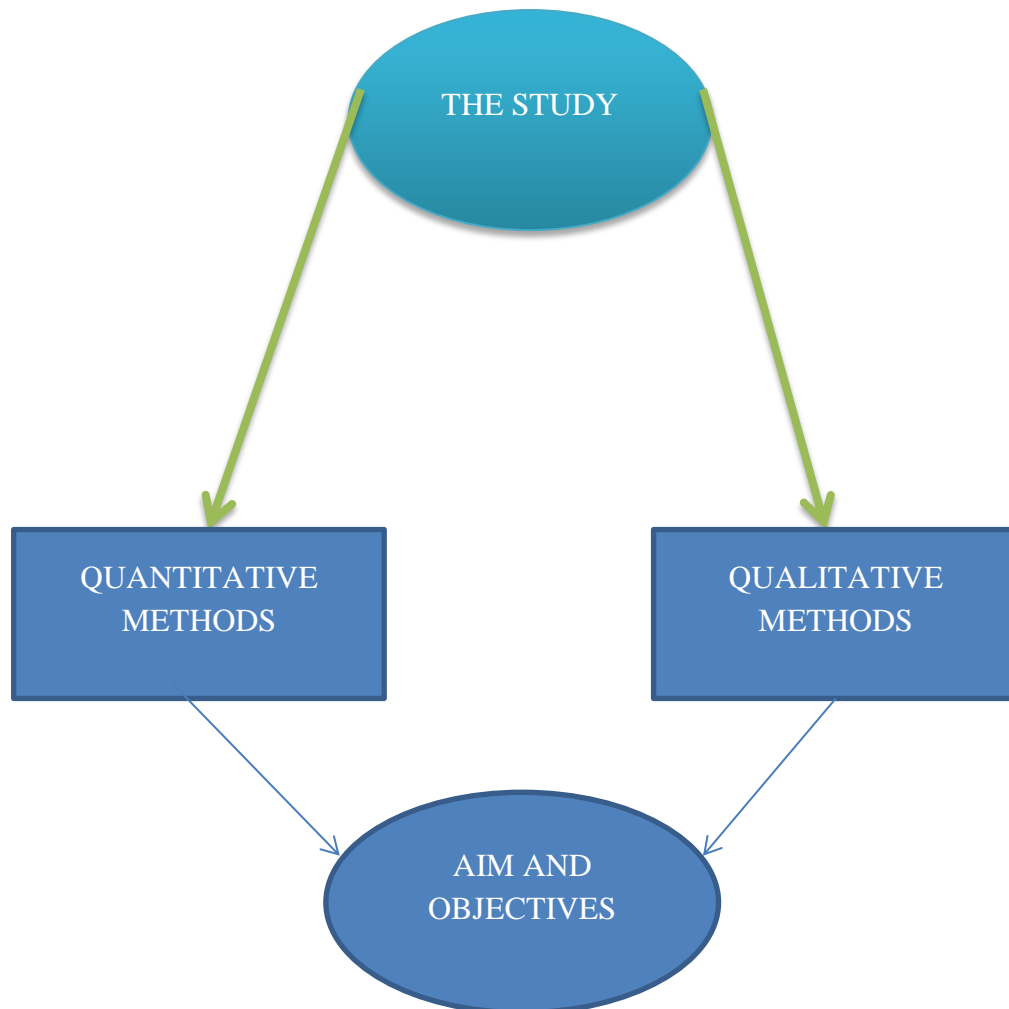 THE STUDY
QUANTITATIVE
METHODS
QUALITATIVE
METHODS
AIM AND
OBJECTIVES